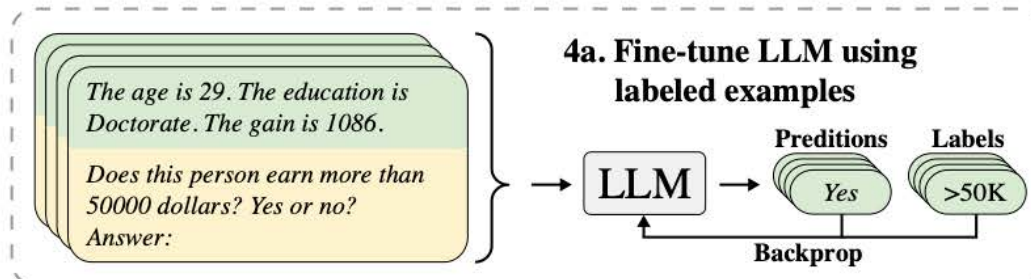 The age is 29. The education is
Doctorate. The gain is 1086.
Does this person earn more than
50000 dollars? Yes or no?
Answer:
4a. Fine-tune LLM using
labeled examples
LLM
Preditions
Yes
Labels
>50K
Backprop